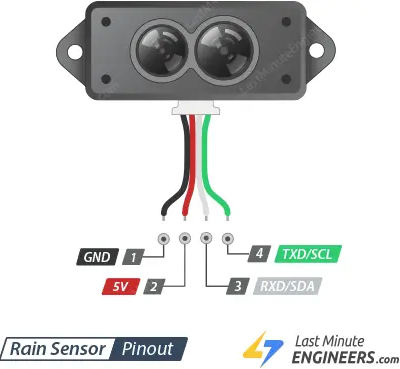 GND 1
4 TXD/SCL
5V 2
3 RXD/SDA
Rain Sensor Pinout
Last Minute
ENGINEERS.com